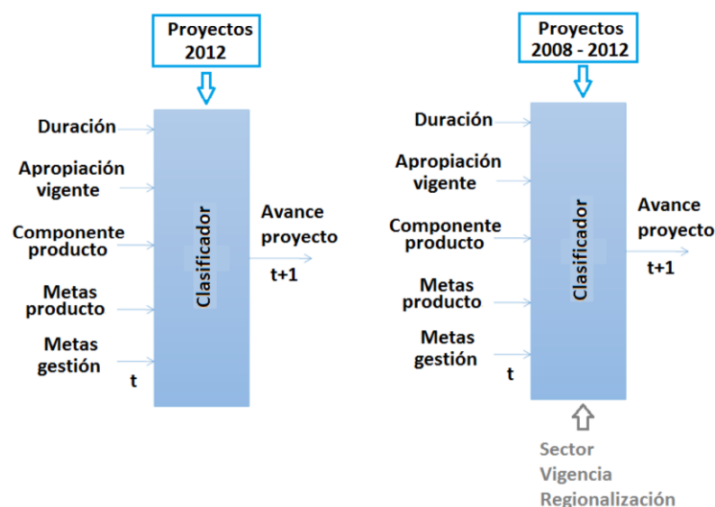 Proyectos
2012
Duración
Apropiación
vigente
Componente
producto
Metas
producto
Metas
gestión
t
Clasificador
Avance
proyecto
t+1
Proyectos
2008 - 2012
Duración
Apropiación
vigente
Componente
producto
Metas
producto
Metas
gestión
t
Clasificador
Avance
proyecto
t+1
Sector
Vigencia
Regionalización